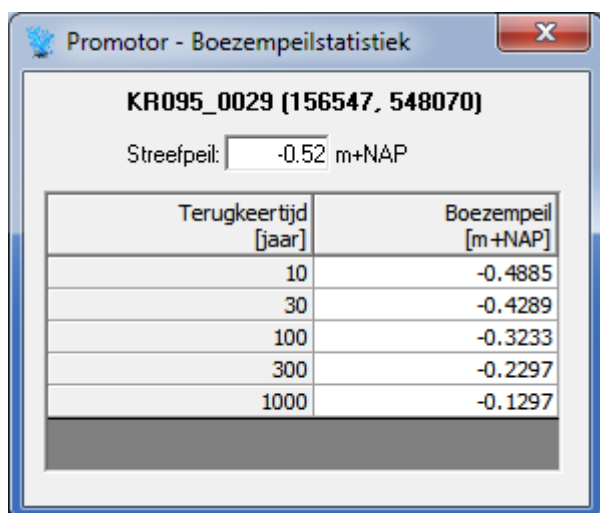 Promotor - Boezempeilstatistiek
KR095_0029 (156547, 548070)
Streefpeil: -0.52 m+NAP
Terugkeertijd [jaar] Boezempeil [m+NAP]
10 -0.4885
30 -0.4289
100 -0.3233
300 -0.2297
1000 -0.1297